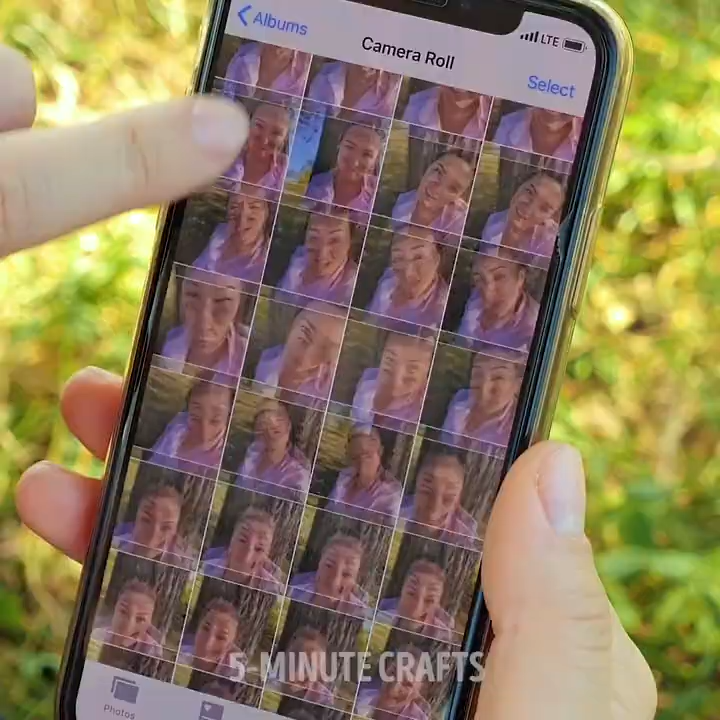 LTE
Albums
Camera Roll
Select
5-MINUTE CRAFTS
Photos